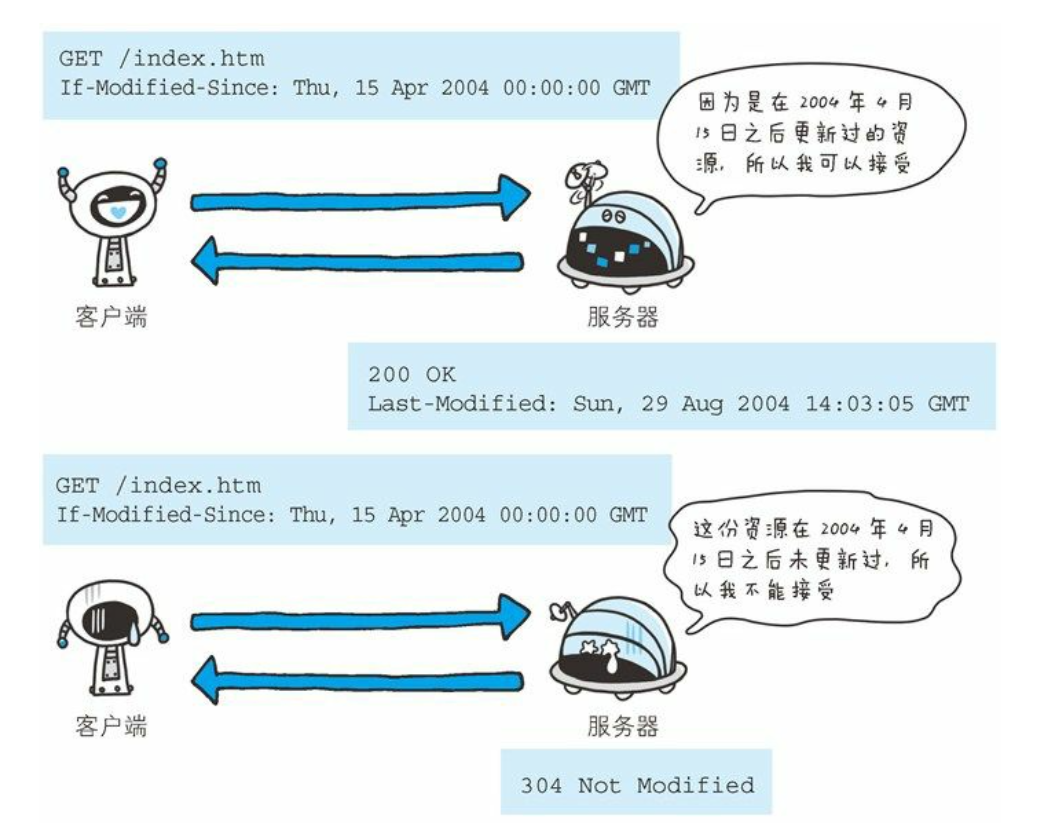 GET /index.htm
If-Modified-Since: Thu, 15 Apr 2004 00:00:00 GMT
因为是在 2004 年 4 月
15 日之后更新过的资
源，所以我可以接受
客户端
服务器
200 OK
Last-Modified: Sun, 29 Aug 2004 14:03:05 GMT
GET /index.htm
If-Modified-Since: Thu, 15 Apr 2004 00:00:00 GMT
这份资源在 2004 年 4 月
15 日之后未更新过，所
以我不能接受
客户端
服务器
304 Not Modified